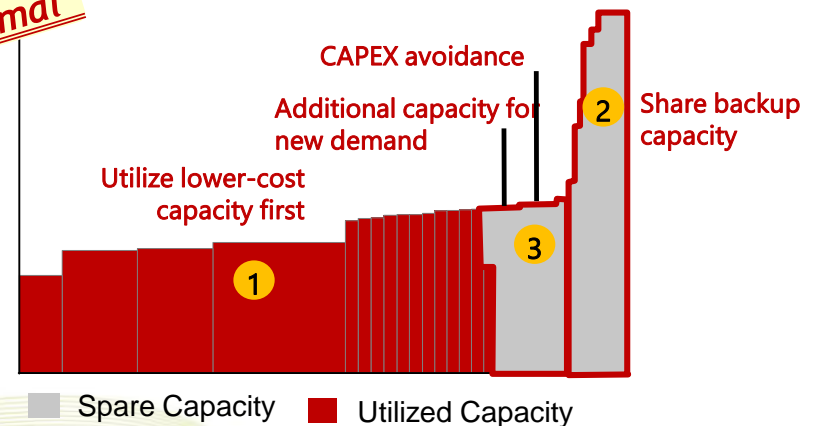 CAPEX avoidance
Additional capacity for
new demand
Utilize lower-cost
capacity first
Share backup
capacity
2
3
1
Spare Capacity
Utilized Capacity